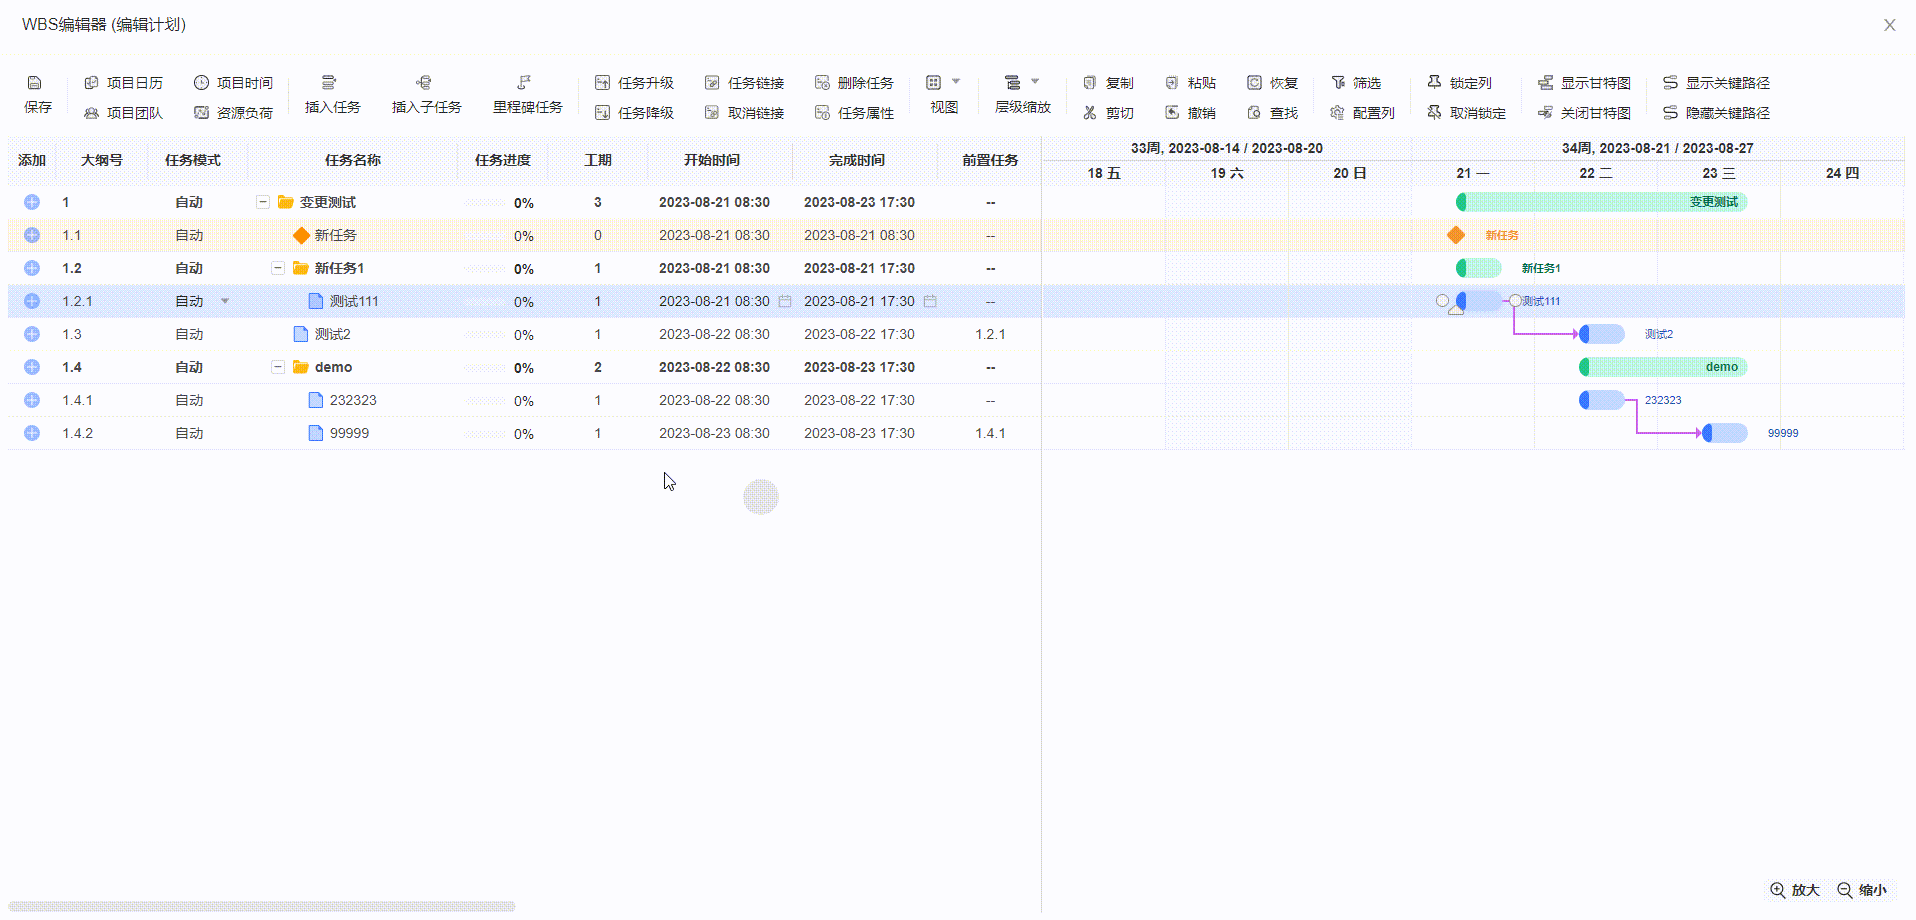 WBS编辑器 (编辑计划)
保存 项目日历 项目时间 插入任务 插入子任务 里程碑任务 任务升级 任务链接 删除任务 视图 层级缩放 复制 粘贴 恢复 筛选 锁定列 显示甘特图 显示关键路径
项目团队 资源负荷 任务降级 取消链接 任务属性 剪切 撤销 查找 配置列 取消锁定 关闭甘特图 隐藏关键路径
33周, 2023-08-14 / 2023-08-20 34周, 2023-08-21 / 2023-08-27
添加 大纲号 任务模式 任务名称 任务进度 工期 开始时间 完成时间 前置任务
18 五 19 六 20 日 21 一 22 二 23 三 24 四
1 自动 变更测试 0% 3 2023-08-21 08:30 2023-08-23 17:30 -- 变更测试
1.1 自动 新任务 0% 0 2023-08-21 08:30 2023-08-21 08:30 -- 新任务
1.2 自动 新任务1 0% 1 2023-08-21 08:30 2023-08-21 17:30 -- 新任务1
1.2.1 自动 测试111 0% 1 2023-08-21 08:30 2023-08-21 17:30 -- 测试111
1.3 自动 测试2 0% 1 2023-08-22 08:30 2023-08-22 17:30 1.2.1 测试2
1.4 自动 demo 0% 2 2023-08-22 08:30 2023-08-23 17:30 -- demo
1.4.1 自动 232323 0% 1 2023-08-22 08:30 2023-08-22 17:30 -- 232323
1.4.2 自动 99999 0% 1 2023-08-23 08:30 2023-08-23 17:30 1.4.1 99999
放大 缩小